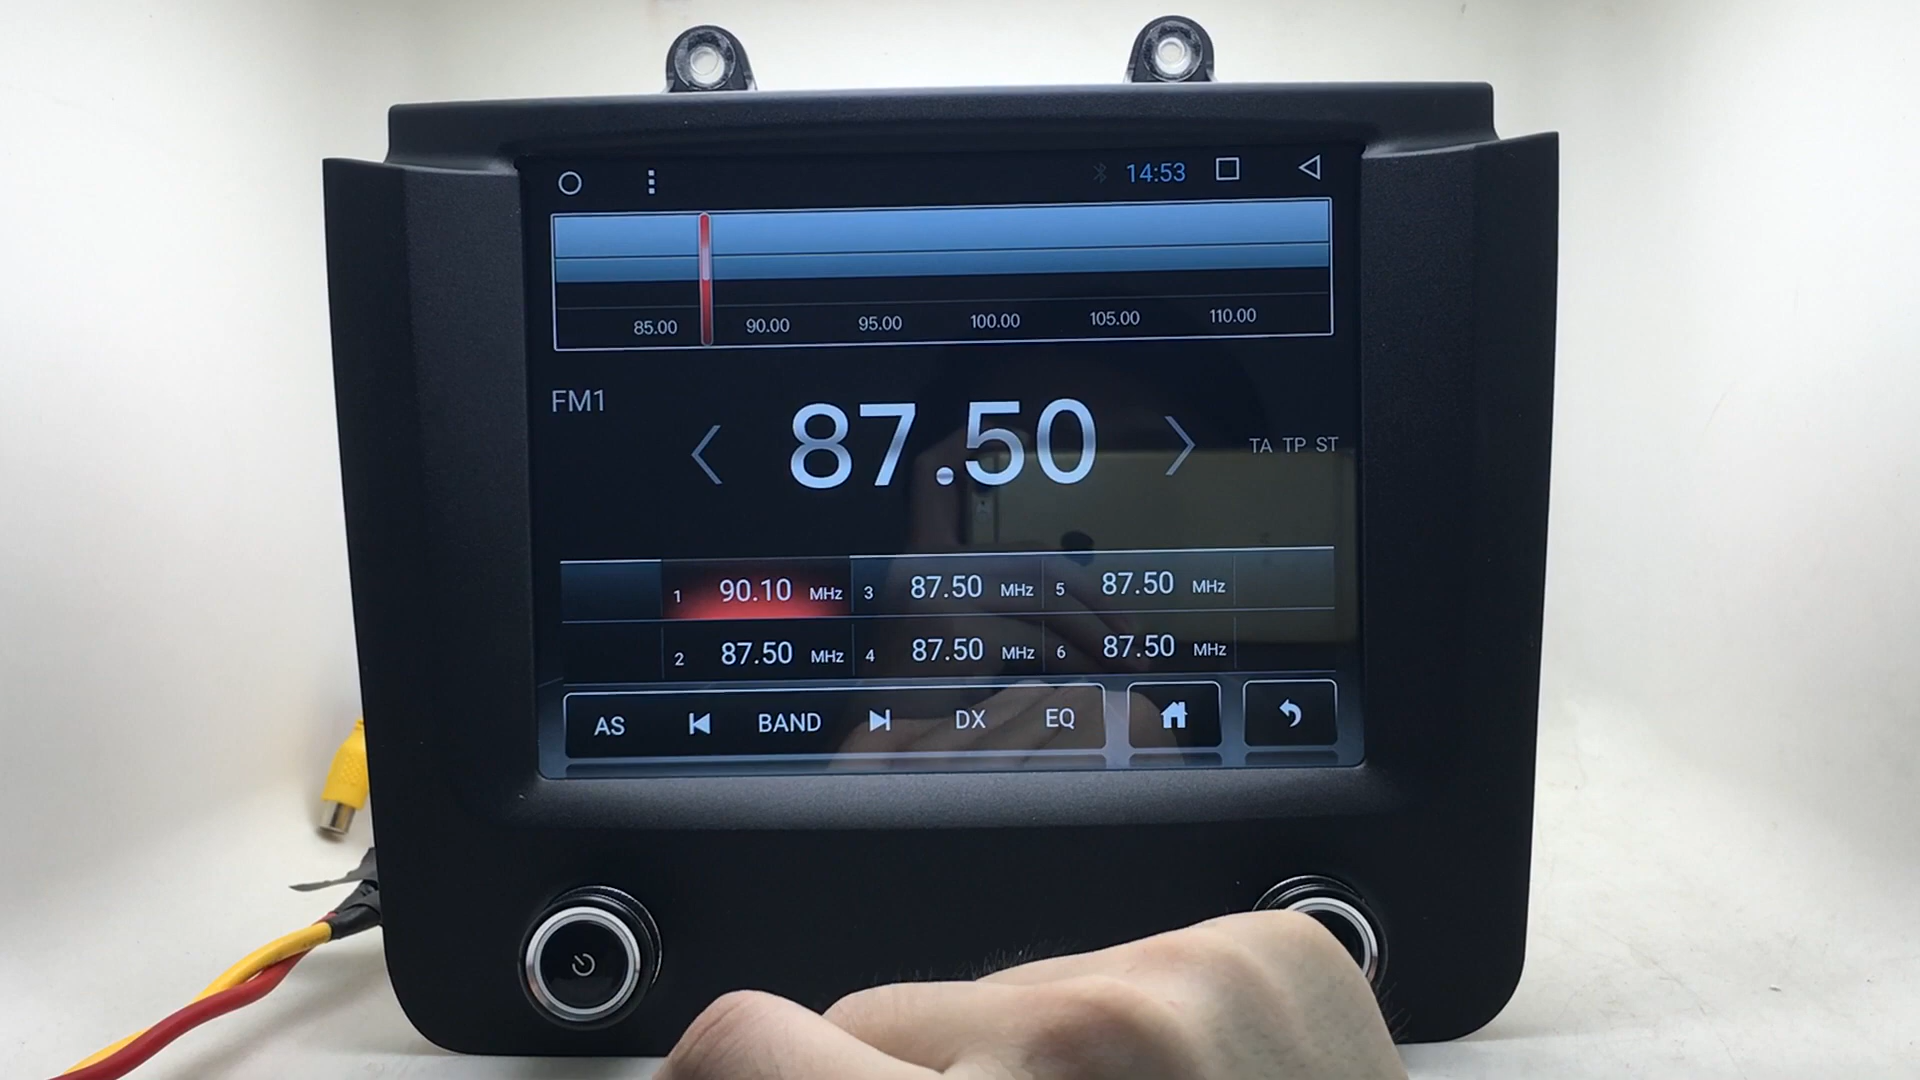 14:53
85.00 90.00 95.00 100.00 105.00 110.00
FM1
87.50
TA TP ST
1 90.10 MHz 3 87.50 MHz 5 87.50 MHz
2 87.50 MHz 4 87.50 MHz 6 87.50 MHz
AS BAND DX EQ